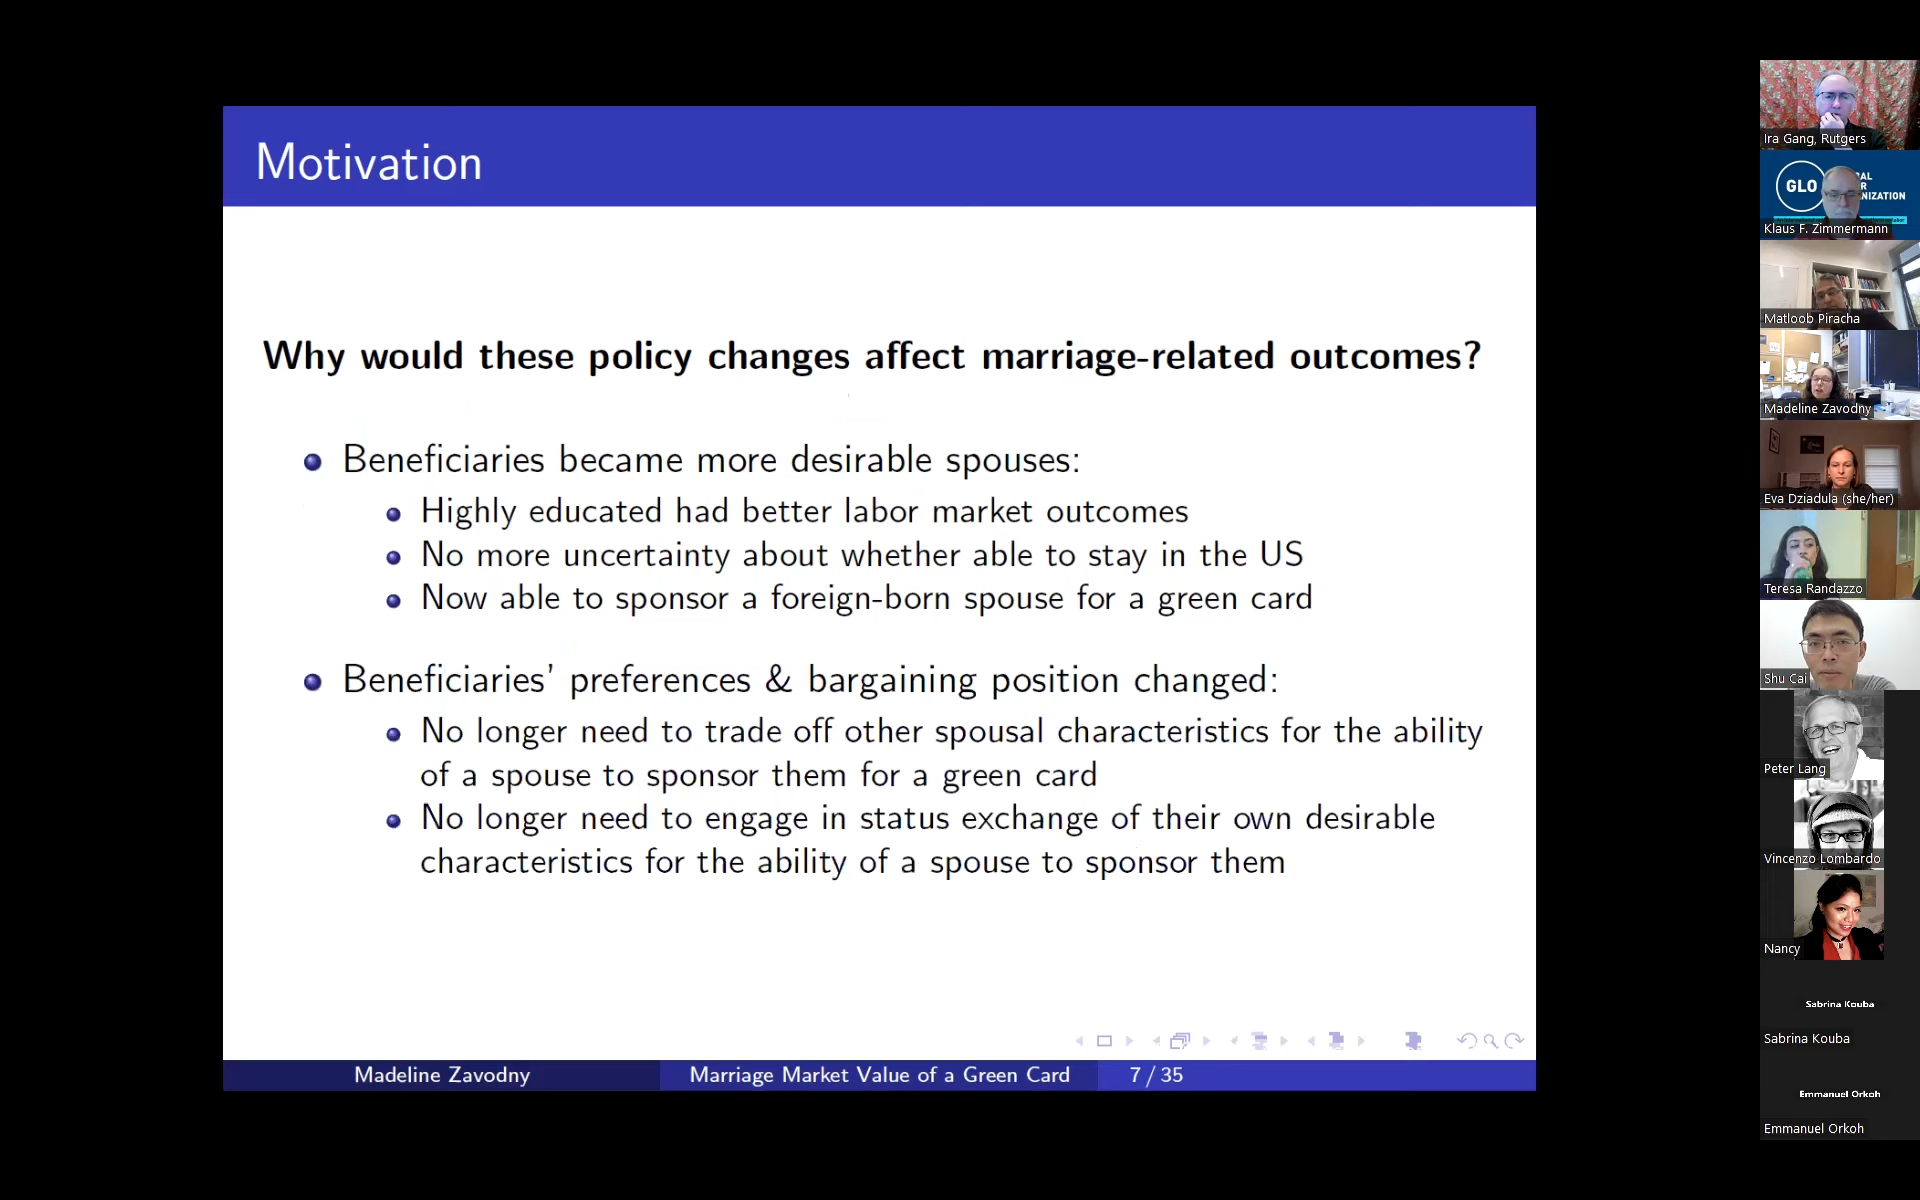 Motivation
Why would these policy changes affect marriage-related outcomes?
Beneficiaries became more desirable spouses:
Highly educated had better labor market outcomes
No more uncertainty about whether able to stay in the US
Now able to sponsor a foreign-born spouse for a green card
Beneficiaries' preferences & bargaining position changed:
No longer need to trade off other spousal characteristics for the ability
of a spouse to sponsor them for a green card
No longer need to engage in status exchange of their own desirable
characteristics for the ability of a spouse to sponsor them
Madeline Zavodny
Marriage Market Value of a Green Card
7 / 35
Ira Gang, Rutgers
GLO
Klaus F. Zimmermann
Matloob Piracha
Madeline Zavodny
Eva Dziadula (she/her)
Teresa Randazzo
Shu Cai
Peter Lang
Vincenzo Lombardo
Nancy
Sabrina Kouba
Sabrina Kouba
Emmanuel Orkoh
Emmanuel Orkoh